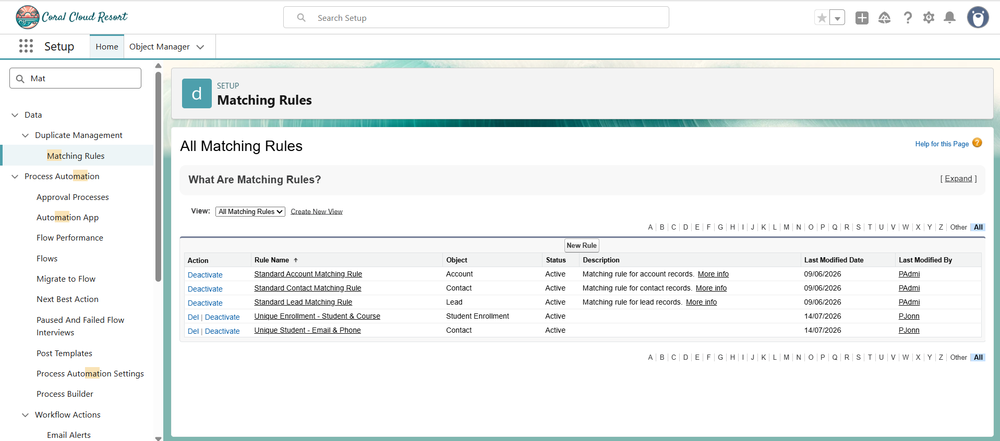 Coral Cloud Resort
Search Setup
Setup
Home
Object Manager
Mat
Data
Duplicate Management
Matching Rules
Process Automation
Approval Processes
Automation App
Flow Performance
Flows
Migrate to Flow
Next Best Action
Paused And Failed Flow
Interviews
Post Templates
Process Automation Settings
Process Builder
Workflow Actions
Email Alerts
d
SETUP
Matching Rules
All Matching Rules
Help for this Page ?
What Are Matching Rules?
[ Expand ]
View: All Matching Rules Create New View
A | B | C | D | E | F | G | H | I | J | K | L | M | N | O | P | Q | R | S | T | U | V | W | X | Y | Z | Other All
New Rule
Action Rule Name ↑ Object Status Description Last Modified Date Last Modified By
Deactivate Standard Account Matching Rule Account Active Matching rule for account records. More info 09/06/2026 PAdmi
Deactivate Standard Contact Matching Rule Contact Active Matching rule for contact records. More info 09/06/2026 PAdmi
Deactivate Standard Lead Matching Rule Lead Active Matching rule for lead records. More info 09/06/2026 PAdmi
Del | Deactivate Unique Enrollment - Student & Course Student Enrollment Active 14/07/2026 PJonn
Del | Deactivate Unique Student - Email & Phone Contact Active 14/07/2026 PJonn
A | B | C | D | E | F | G | H | I | J | K | L | M | N | O | P | Q | R | S | T | U | V | W | X | Y | Z | Other All